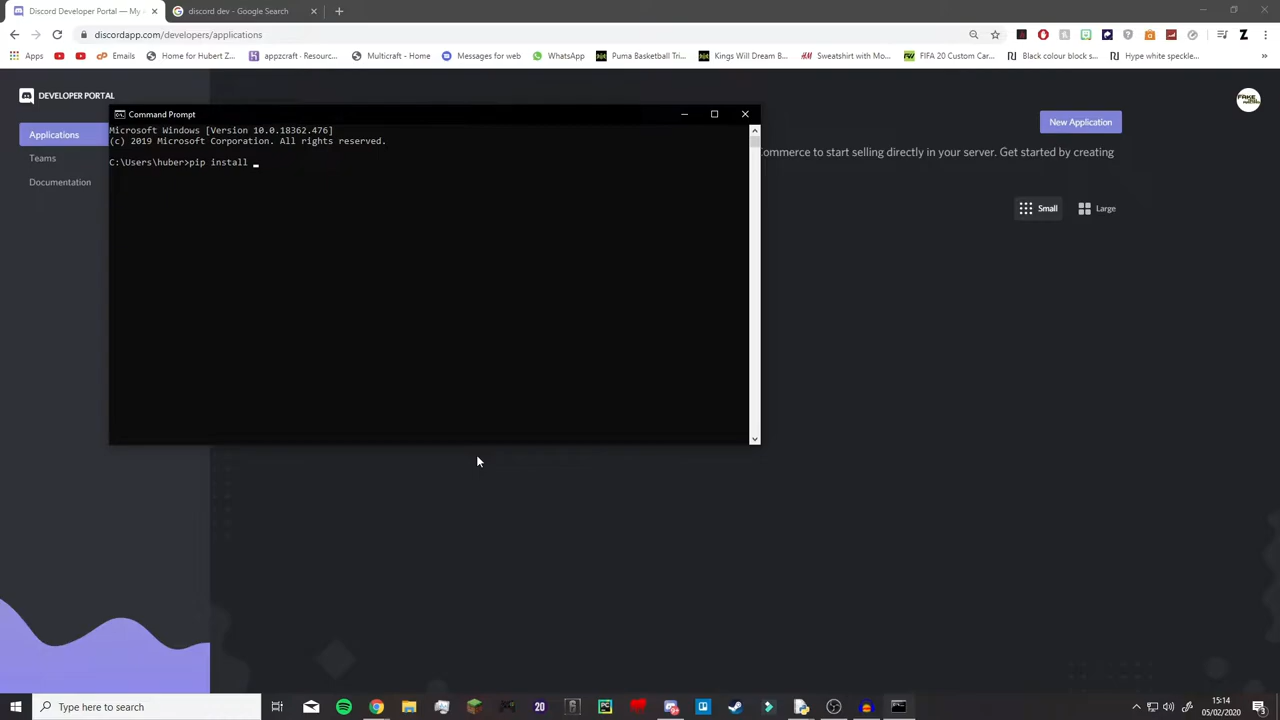 Discord Developer Portal — My A
discord dev - Google Search
discordapp.com/developers/applications
Apps
Emails
Home for Hubert Z...
appzcraft - Resourc...
Multicraft - Home
Messages for web
WhatsApp
Puma Basketball Tri...
Kings Will Dream B...
Sweatshirt with Mo...
FIFA 20 Custom Car...
Black colour block s...
Hype white speckle...
DEVELOPER PORTAL
Applications
Teams
Documentation
New Application
Commerce to start selling directly in your server. Get started by creating
Small
Large
Command Prompt
Microsoft Windows [Version 10.0.18362.476]
(c) 2019 Microsoft Corporation. All rights reserved.
C:\Users\huber>pip install _
Type here to search
20
15:14
05/02/2020